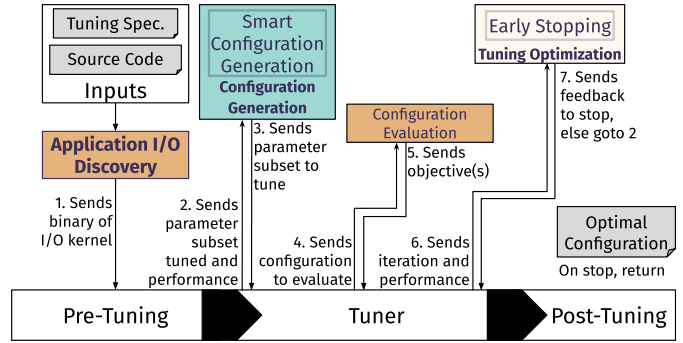 Tuning Spec.
Source Code
Inputs
Application I/O
Discovery
1. Sends
binary of
I/O kernel
Smart
Configuration
Generation
Configuration
Generation
2. Sends
parameter
subset
tuned and
performance
3. Sends
parameter
subset to
tune
Configuration
Evaluation
4. Sends
configuration
to evaluate
5. Sends
objective(s)
Early Stopping
Tuning Optimization
6. Sends
iteration and
performance
7. Sends
feedback
to stop,
else goto 2
Optimal
Configuration
On stop, return
Pre-Tuning
Tuner
Post-Tuning